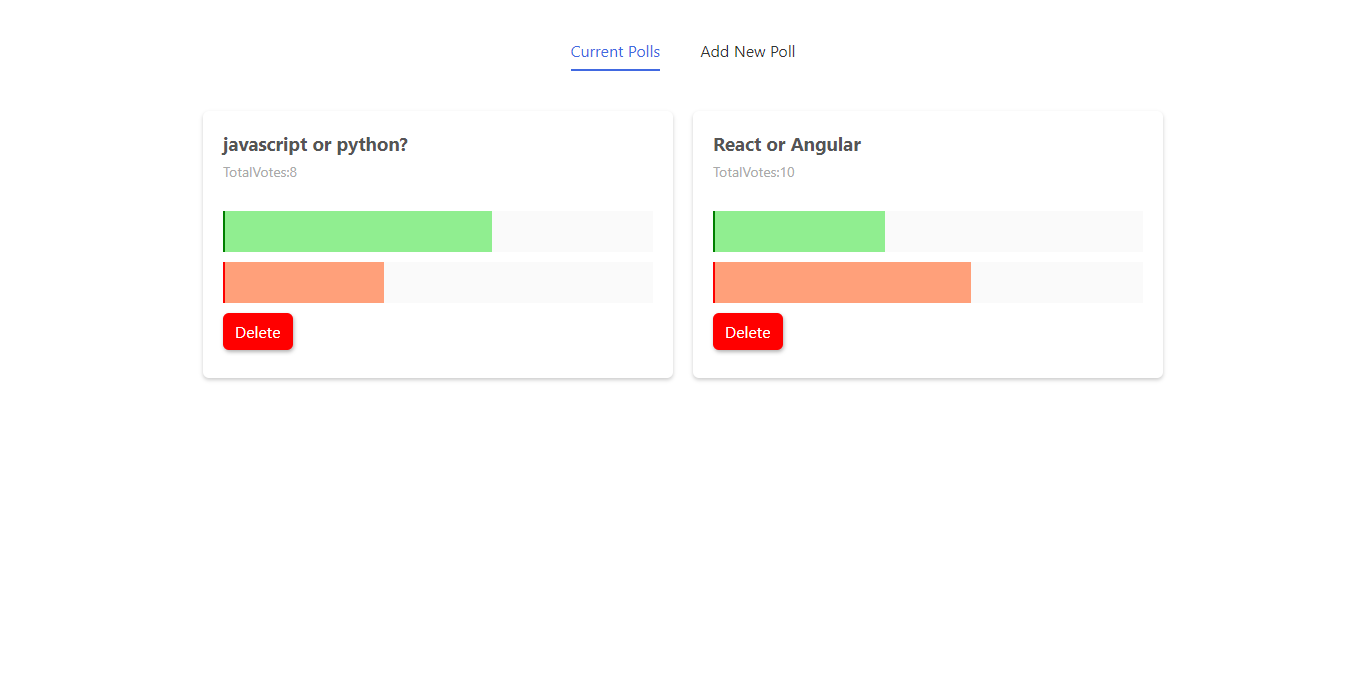 Current Polls
Add New Poll
javascript or python?
TotalVotes:8
Delete
React or Angular
TotalVotes:10
Delete